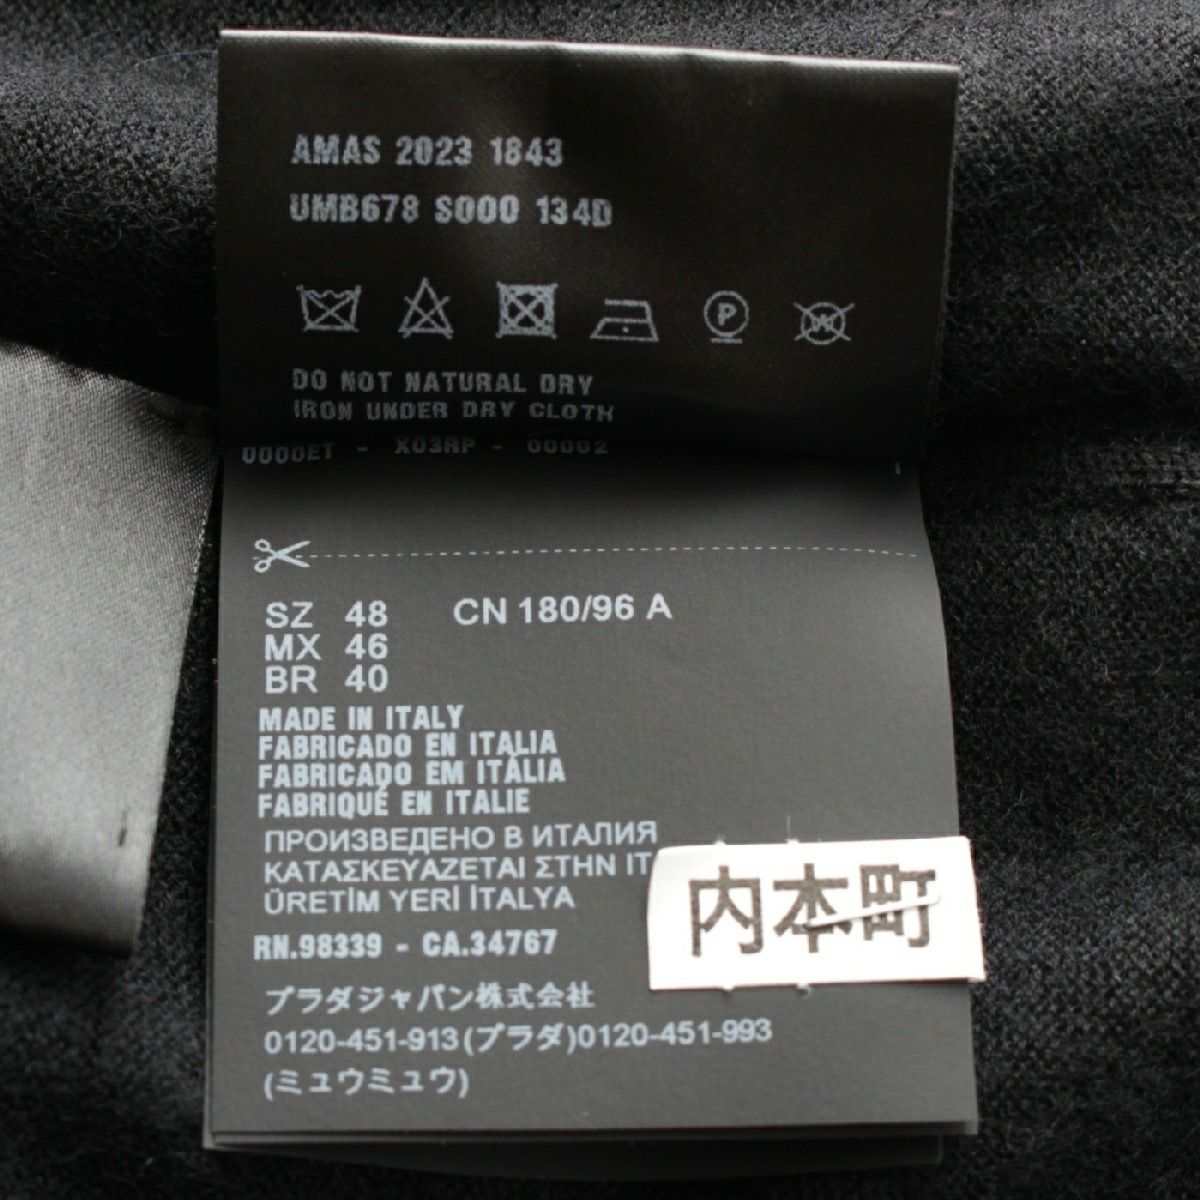 AMAS 2023 1843
UMB678 S000 134D
P
W
DO NOT NATURAL DRY
IRON UNDER DRY CLOTH
0000ET - X03RP - 00002
SZ 48 CN 180/96 A
MX 46
BR 40
MADE IN ITALY
FABRICADO EN ITALIA
FABRICADO EM ITÁLIA
FABRIQUÉ EN ITALIE
ПРОИЗВЕДЕНО В ИТАЛИЯ
ΚΑΤΑΣΚΕΥΑΖΕΤΑΙ ΣΤΗΝ ΙΤ
ÜRETİM YERİ İTALYA
内本町
RN.98339 - CA.34767
プラダジャパン株式会社
0120-451-913(プラダ)0120-451-993
(ミュウミュウ)